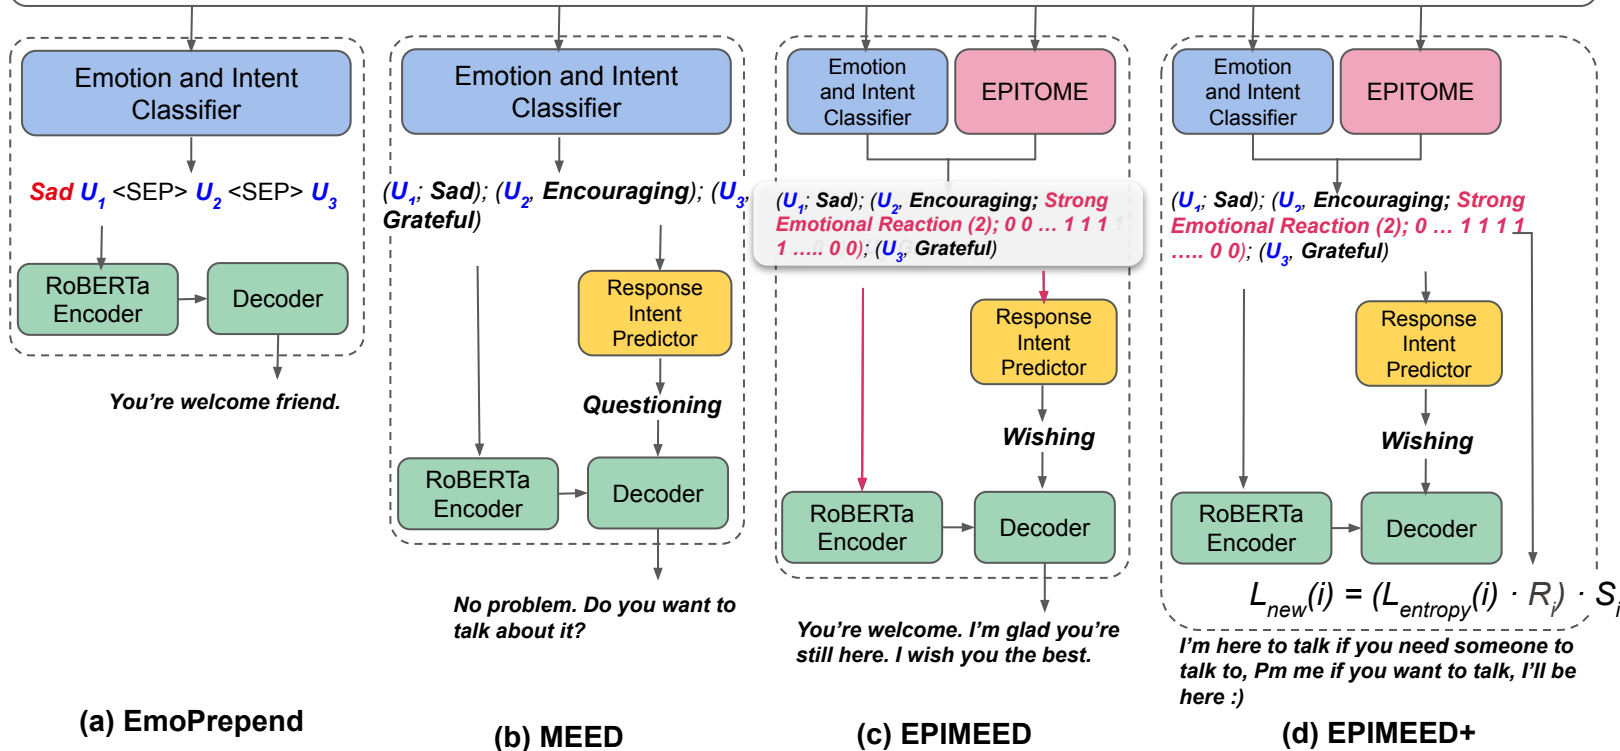 Emotion and Intent
Classifier
Sad U1 <SEP> U2 <SEP> U3
RoBERTa
Encoder
Decoder
You're welcome friend.
(a) EmoPrepend
Emotion and Intent
Classifier
(U1; Sad); (U2, Encouraging); (U3,
Grateful)
Response
Intent
Predictor
Questioning
RoBERTa
Encoder
Decoder
No problem. Do you want to
talk about it?
(b) MEED
Emotion
and Intent
Classifier
EPITOME
(U1; Sad); (U2, Encouraging; Strong
Emotional Reaction (2); 0 0 … 1 1 1 1
1 ….. 0 0); (U3, Grateful)
Response
Intent
Predictor
Wishing
RoBERTa
Encoder
Decoder
You're welcome. I'm glad you're
still here. I wish you the best.
(c) EPIMEED
Emotion
and Intent
Classifier
EPITOME
(U1; Sad); (U2, Encouraging; Strong
Emotional Reaction (2); 0 … 1 1 1 1
….. 0 0); (U3, Grateful)
Response
Intent
Predictor
Wishing
RoBERTa
Encoder
Decoder
Lnew(i) = (Lentropy(i) · Ri) · Si
I'm here to talk if you need someone to
talk to, Pm me if you want to talk, I'll be
here :)
(d) EPIMEED+